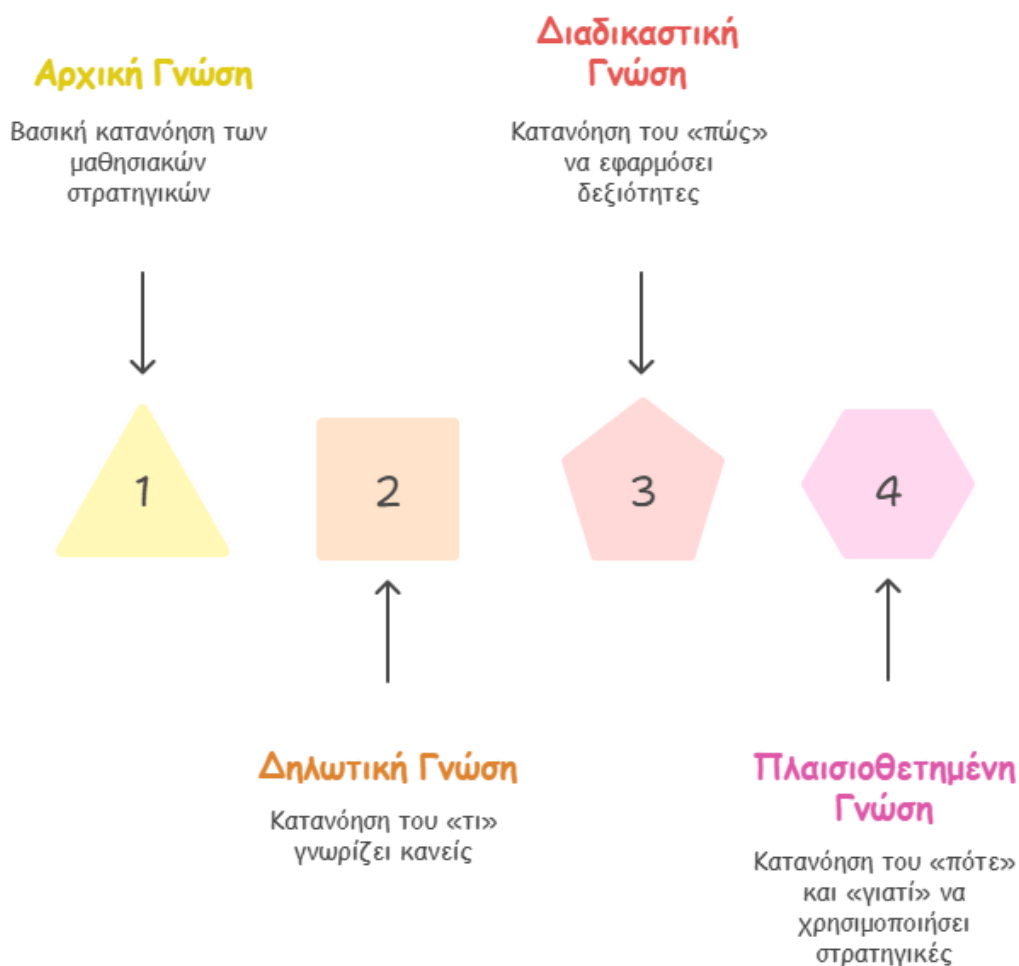 Αρχική Γνώση
Βασική κατανόηση των
μαθησιακών
στρατηγικών
Διαδικαστική
Γνώση
Κατανόηση του «πώς»
να εφαρμόσει
δεξιότητες
1
2
3
4
Δηλωτική Γνώση
Κατανόηση του «τι»
γνωρίζει κανείς
Πλαισιοθετημένη
Γνώση
Κατανόηση του «πότε»
και «γιατί» να
χρησιμοποιήσει
στρατηγικές